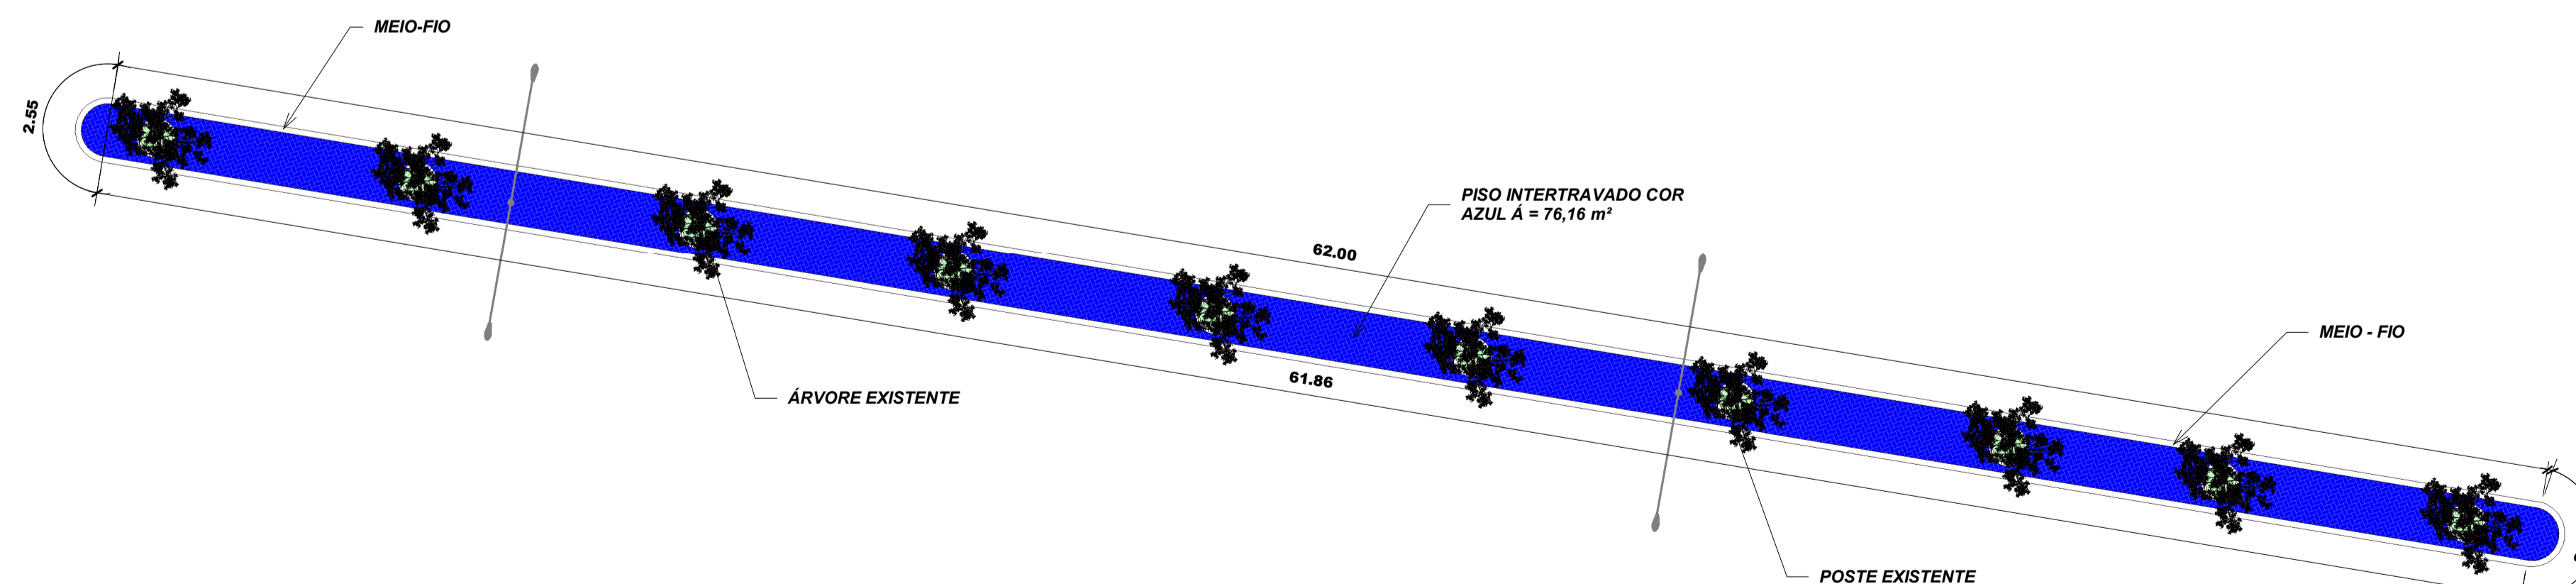 MEIO-FIO
2.55
PISO INTERTRAVADO COR
AZUL Á = 76,16 m²
62.00
MEIO - FIO
61.86
ÁRVORE EXISTENTE
POSTE EXISTENTE